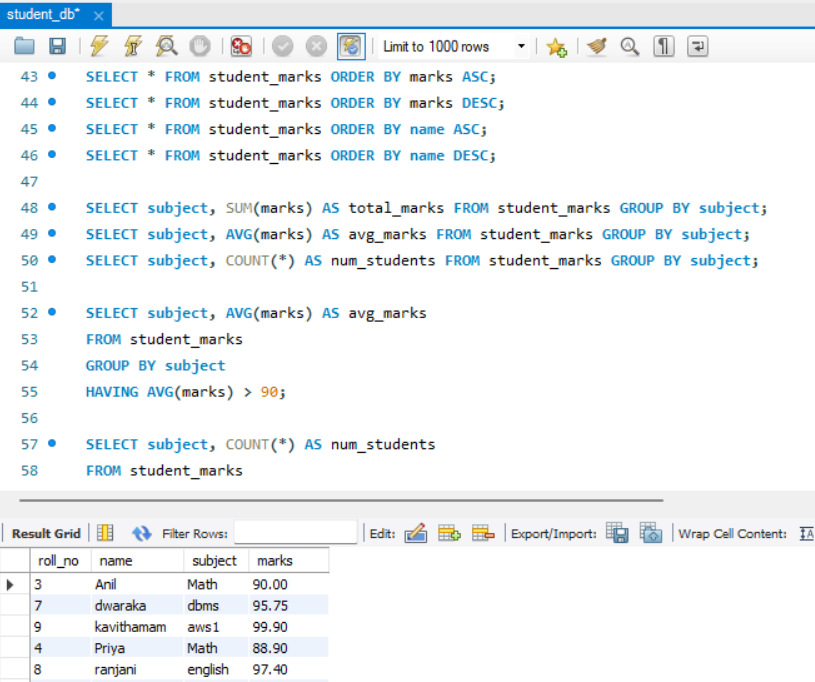 student_db*
Limit to 1000 rows
43 SELECT * FROM student_marks ORDER BY marks ASC;
44 SELECT * FROM student_marks ORDER BY marks DESC;
45 SELECT * FROM student_marks ORDER BY name ASC;
46 SELECT * FROM student_marks ORDER BY name DESC;
47
48 SELECT subject, SUM(marks) AS total_marks FROM student_marks GROUP BY subject;
49 SELECT subject, AVG(marks) AS avg_marks FROM student_marks GROUP BY subject;
50 SELECT subject, COUNT(*) AS num_students FROM student_marks GROUP BY subject;
51
52 SELECT subject, AVG(marks) AS avg_marks
53 FROM student_marks
54 GROUP BY subject
55 HAVING AVG(marks) > 90;
56
57 SELECT subject, COUNT(*) AS num_students
58 FROM student_marks
Result Grid Filter Rows: Edit: Export/Import: Wrap Cell Content:
roll_no name subject marks
3 Anil Math 90.00
7 dwaraka dbms 95.75
9 kavithamam aws1 99.90
4 Priya Math 88.90
8 ranjani english 97.40